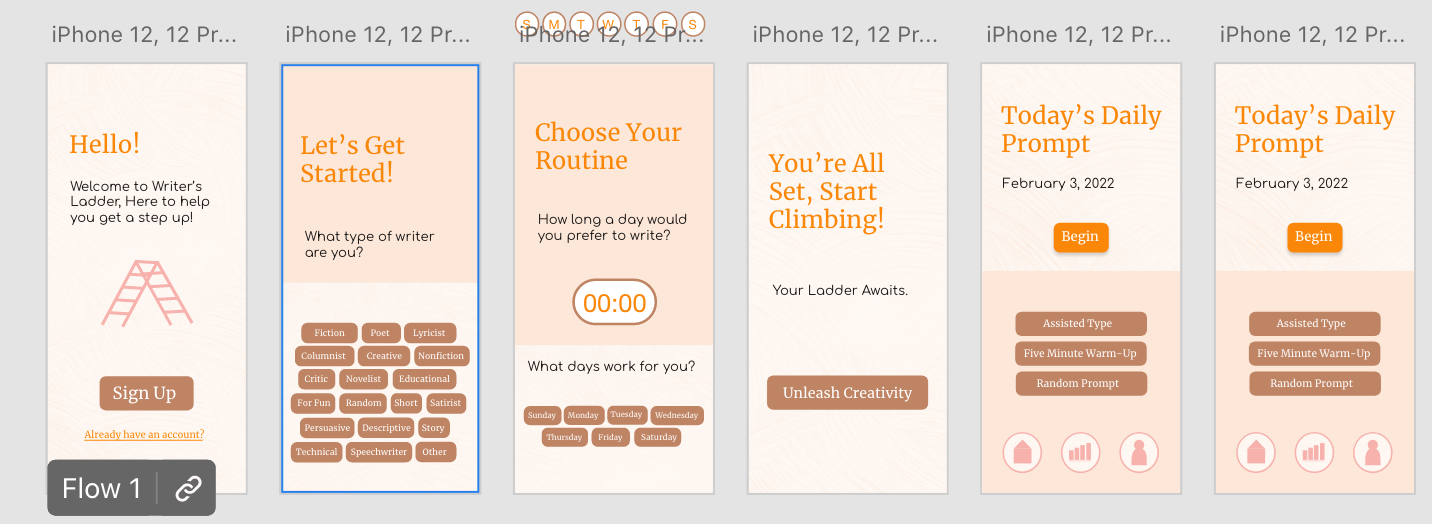 S M T W T F S
iPhone 12, 12 Pr...
iPhone 12, 12 Pr...
iPhone 12, 12 Pr...
iPhone 12, 12 Pr...
iPhone 12, 12 Pr...
iPhone 12, 12 Pr...
Hello!
Welcome to Writer's
Ladder, Here to help
you get a step up!
Sign Up
Already have an account?
Flow 1
Let's Get
Started!
What type of writer
are you?
Fiction Poet Lyricist
Columnist Creative Nonfiction
Critic Novelist Educational
For Fun Random Short Satirist
Persuasive Descriptive Story
Technical Speechwriter Other
Choose Your
Routine
How long a day would
you prefer to write?
00:00
What days work for you?
Sunday Monday Tuesday Wednesday
Thursday Friday Saturday
You're All
Set, Start
Climbing!
Your Ladder Awaits.
Unleash Creativity
Today's Daily
Prompt
February 3, 2022
Begin
Assisted Type
Five Minute Warm-Up
Random Prompt
Today's Daily
Prompt
February 3, 2022
Begin
Assisted Type
Five Minute Warm-Up
Random Prompt